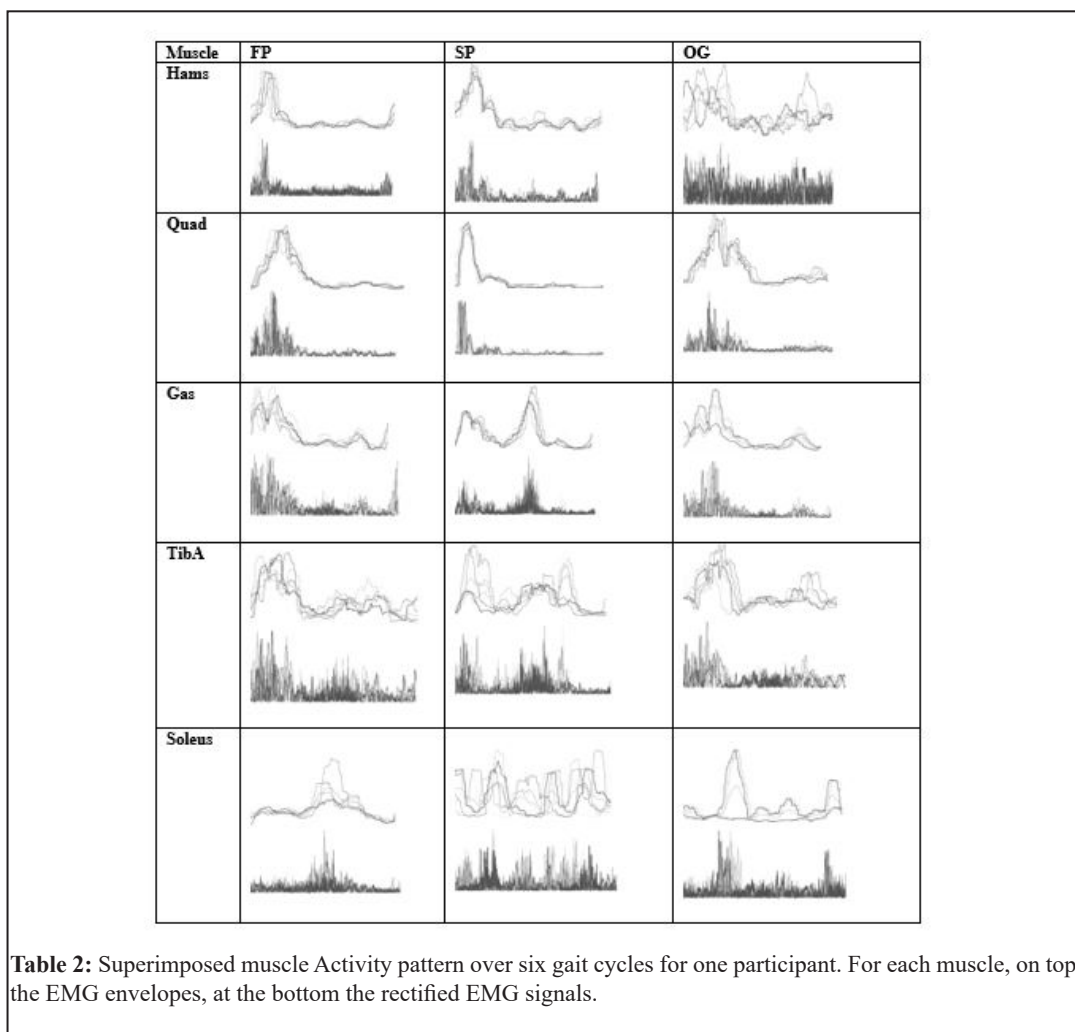 Muscle FP SP OG
Hams
Quad
Gas
TibA
Soleus
Table 2: Superimposed muscle Activity pattern over six gait cycles for one participant. For each muscle, on top
the EMG envelopes, at the bottom the rectified EMG signals.